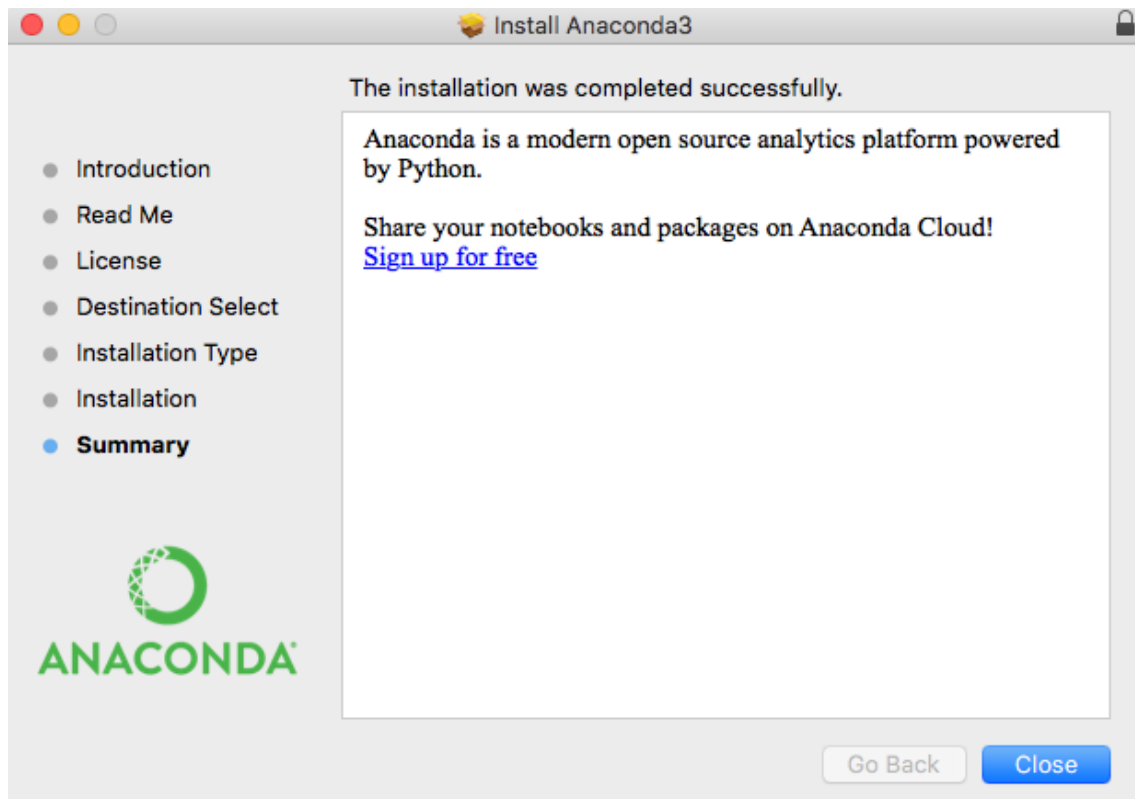 Install Anaconda3
The installation was completed successfully.
Introduction
Read Me
License
Destination Select
Installation Type
Installation
Summary
ANACONDA
Anaconda is a modern open source analytics platform powered
by Python.
Share your notebooks and packages on Anaconda Cloud!
Sign up for free
Go Back
Close